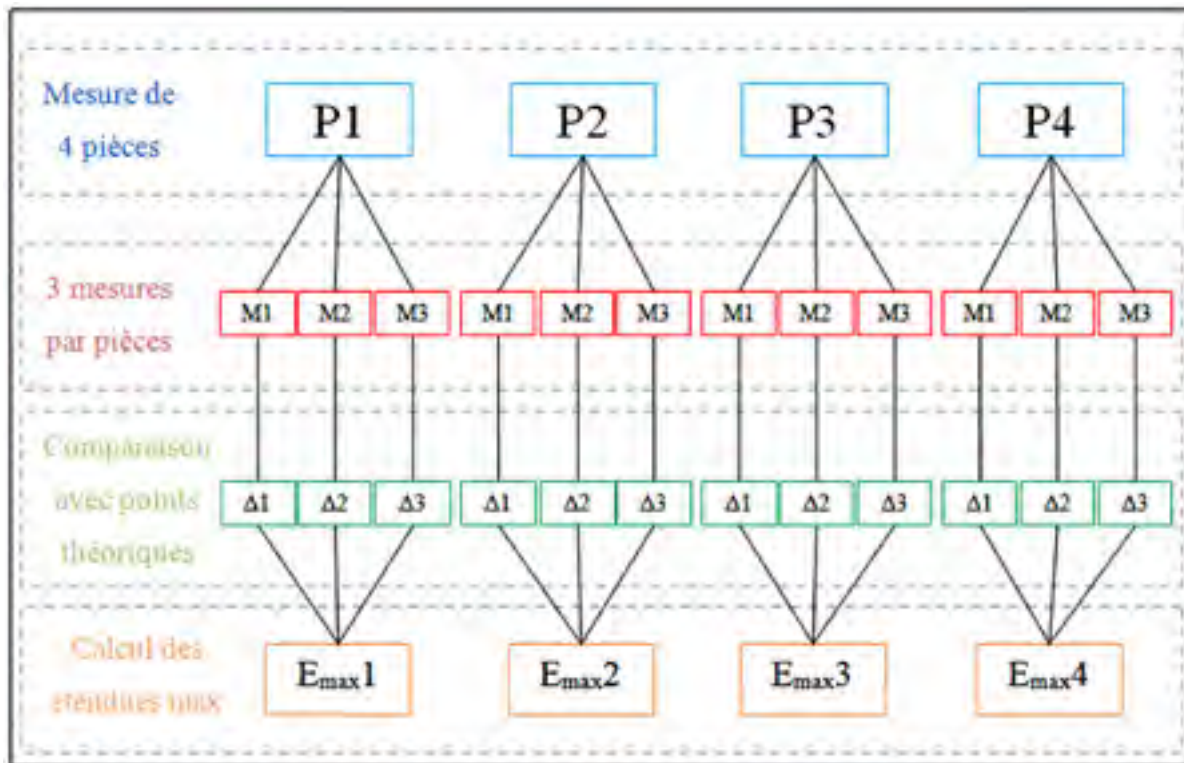 Mesure de
4 pièces
P1 P2 P3 P4
3 mesures
par pièces
M1 M2 M3 M1 M2 M3 M1 M2 M3 M1 M2 M3
Comparaison
avec points
théoriques
Δ1 Δ2 Δ3 Δ1 Δ2 Δ3 Δ1 Δ2 Δ3 Δ1 Δ2 Δ3
Calcul des
étendues max
Emax1 Emax2 Emax3 Emax4